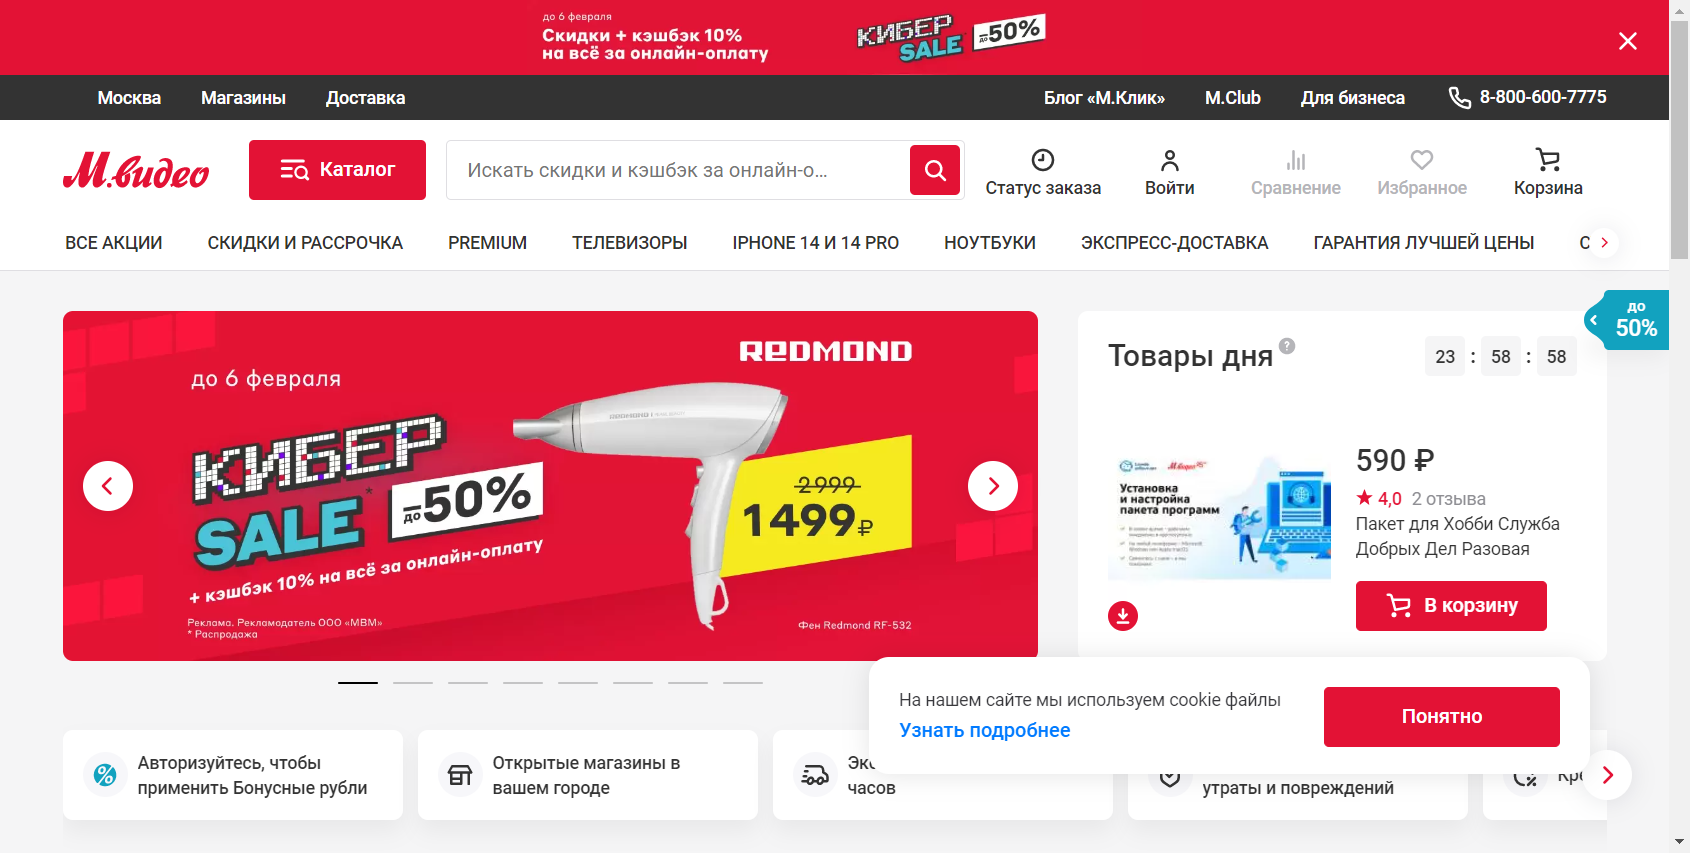 до 6 февраля
Скидки + кэшбэк 10%
на всё за онлайн-оплату
КИБЕР
SALE
до -50%
Москва Магазины Доставка Блог «М.Клик» M.Club Для бизнеса 8-800-600-7775
М.видео
Каталог
Искать скидки и кэшбэк за онлайн-о...
Статус заказа Войти Сравнение Избранное Корзина
ВСЕ АКЦИИ СКИДКИ И РАССРОЧКА PREMIUM ТЕЛЕВИЗОРЫ IPHONE 14 И 14 PRO НОУТБУКИ ЭКСПРЕСС-ДОСТАВКА ГАРАНТИЯ ЛУЧШЕЙ ЦЕНЫ С
до
50%
REDMOND
до 6 февраля
КИБЕР
SALE*
до -50%
+ кэшбэк 10% на всё за онлайн-оплату
2 999
1 499 ₽
Реклама. Рекламодатель ООО «МВМ»
* Распродажа
Фен Redmond RF-532
Товары дня ?
23 : 58 : 58
М.видео
Установка
и настройка
пакета программ
590 ₽
4,0 2 отзыва
Пакет для Хобби Служба
Добрых Дел Разовая
В корзину
На нашем сайте мы используем cookie файлы
Узнать подробнее
Понятно
Авторизуйтесь, чтобы
применить Бонусные рубли
Открытые магазины в
вашем городе
Экс
часов
утраты и повреждений
Кре